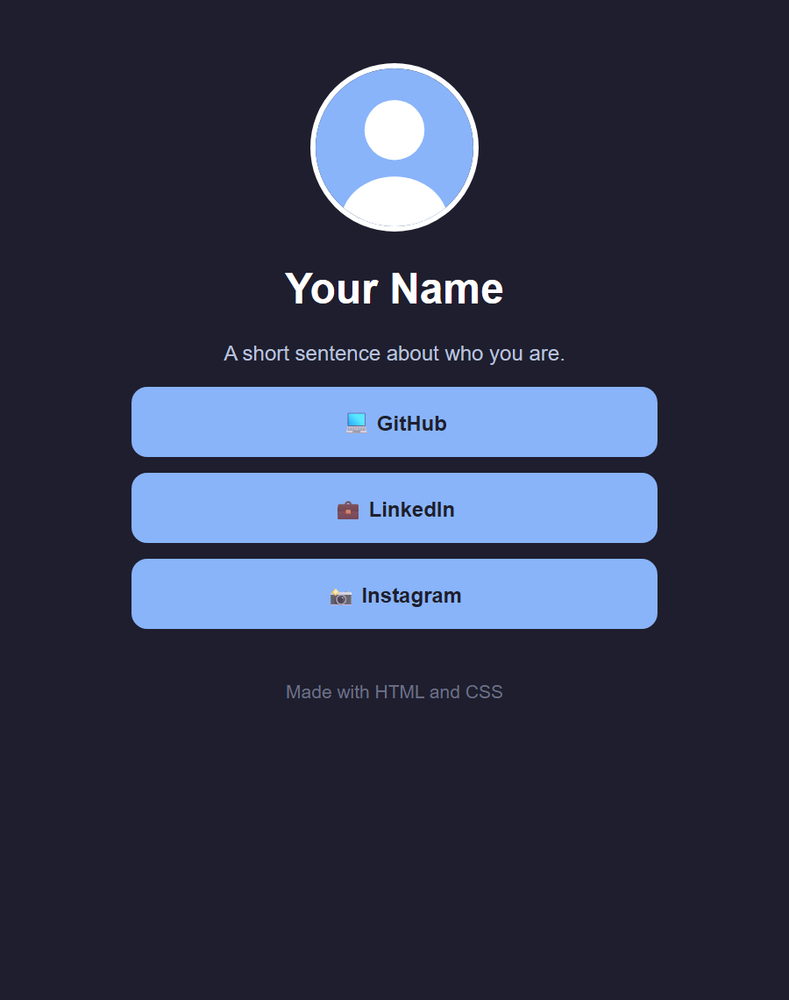 Your Name
A short sentence about who you are.
💻 GitHub
💼 LinkedIn
📸 Instagram
Made with HTML and CSS